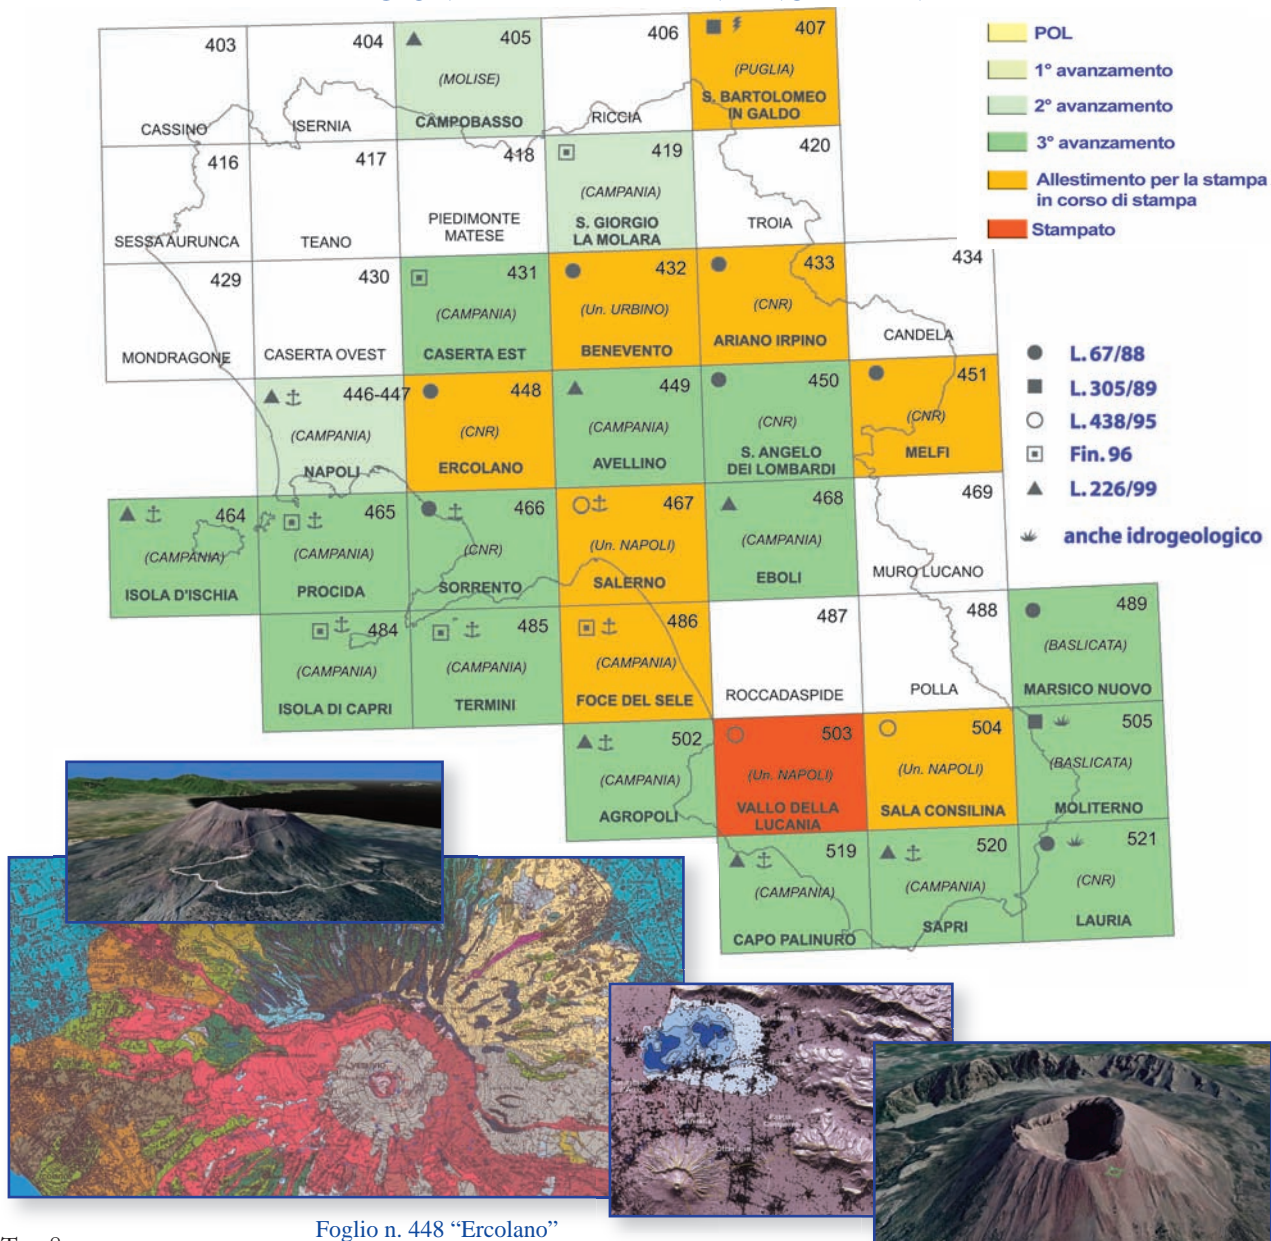 403
404
405
406
407
(MOLISE)
(PUGLIA)
CASSINO
ISERNIA
CAMPOBASSO
RICCIA
S. BARTOLOMEO
IN GALDO
416
417
418
419
420
(CAMPANIA)
SESSA AURUNCA
TEANO
PIEDIMONTE
MATESE
S. GIORGIO
LA MOLARA
TROIA
429
430
431
432
433
434
(CAMPANIA)
(Un. URBINO)
(CNR)
MONDRAGONE
CASERTA OVEST
CASERTA EST
BENEVENTO
ARIANO IRPINO
CANDELA
446-447
448
449
450
451
(CAMPANIA)
(CNR)
(CAMPANIA)
(CNR)
(CNR)
NAPOLI
ERCOLANO
AVELLINO
S. ANGELO
DEI LOMBARDI
MELFI
464
465
466
467
468
469
(CAMPANIA)
(CAMPANIA)
(CNR)
(Un. NAPOLI)
(CAMPANIA)
ISOLA D'ISCHIA
PROCIDA
SORRENTO
SALERNO
EBOLI
MURO LUCANO
484
485
486
487
488
489
(CAMPANIA)
(CAMPANIA)
(CAMPANIA)
(BASLICATA)
ISOLA DI CAPRI
TERMINI
FOCE DEL SELE
ROCCADASPIDE
POLLA
MARSICO NUOVO
502
503
504
505
(CAMPANIA)
(Un. NAPOLI)
(Un. NAPOLI)
(BASLICATA)
AGROPOLI
VALLO DELLA
LUCANIA
SALA CONSILINA
MOLITERNO
519
520
521
(CAMPANIA)
(CAMPANIA)
(CNR)
CAPO PALINURO
SAPRI
LAURIA
POL
1° avanzamento
2° avanzamento
3° avanzamento
Allestimento per la stampa
in corso di stampa
Stampato
L. 67/88
L. 305/89
L. 438/95
Fin. 96
L. 226/99
anche idrogeologico
Foglio n. 448 “Ercolano”